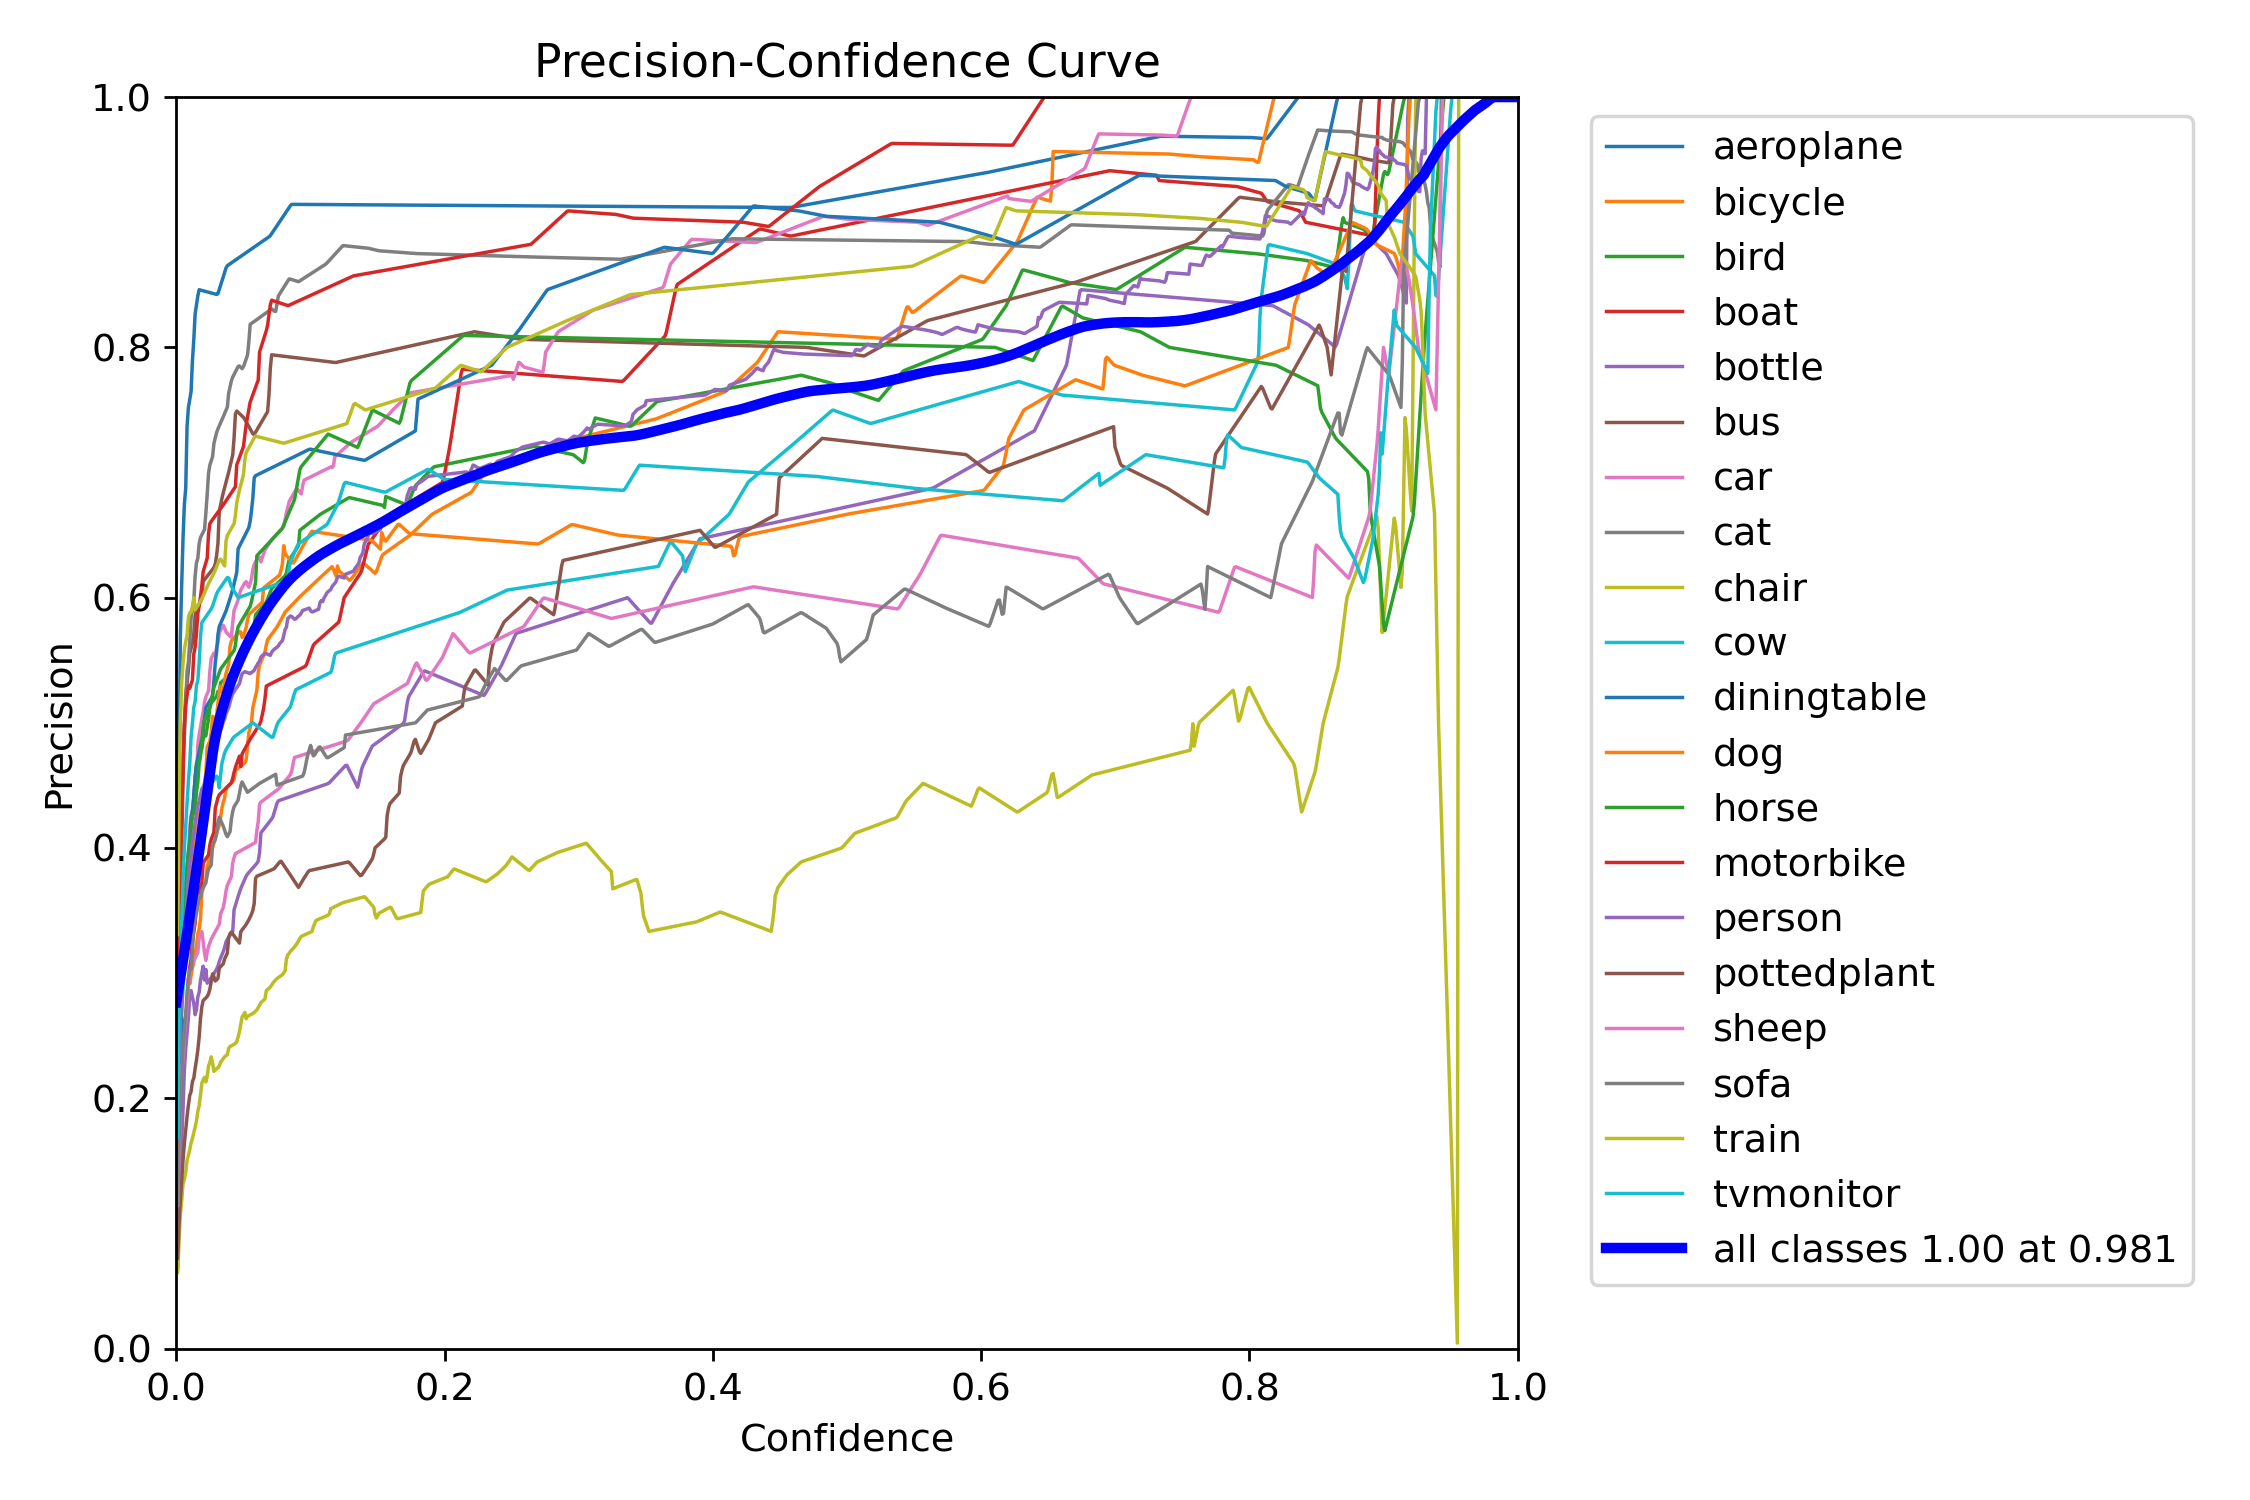 Precision-Confidence Curve
1.0
0.8
0.6
0.4
0.2
0.0
Precision
0.0 0.2 0.4 0.6 0.8 1.0
Confidence
aeroplane
bicycle
bird
boat
bottle
bus
car
cat
chair
cow
diningtable
dog
horse
motorbike
person
pottedplant
sheep
sofa
train
tvmonitor
all classes 1.00 at 0.981